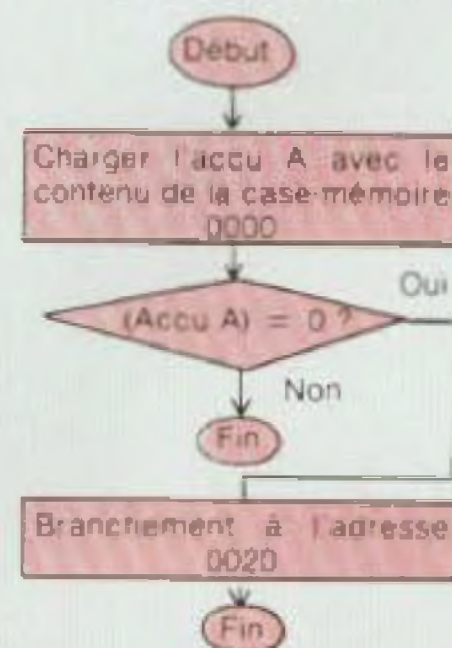 Début
Charger l'accu A avec le
contenu de la case-mémoire
0000
(Accu A) = 0 ?
Oui
Non
Fin
Branchement à l'adresse
0020
Fin